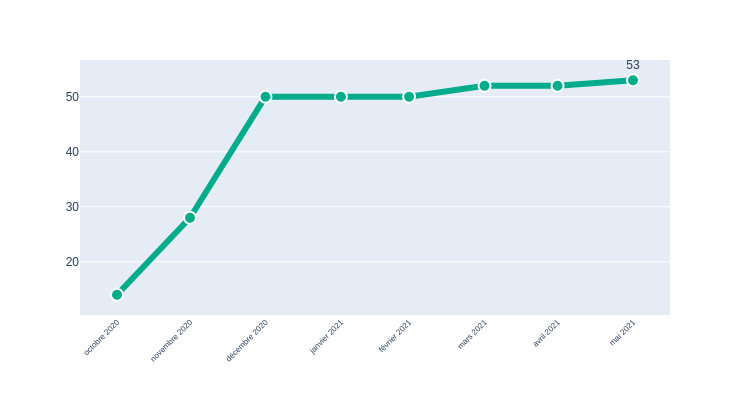 53
50
40
30
20
octobre 2020
novembre 2020
décembre 2020
janvier 2021
février 2021
mars 2021
avril 2021
mai 2021